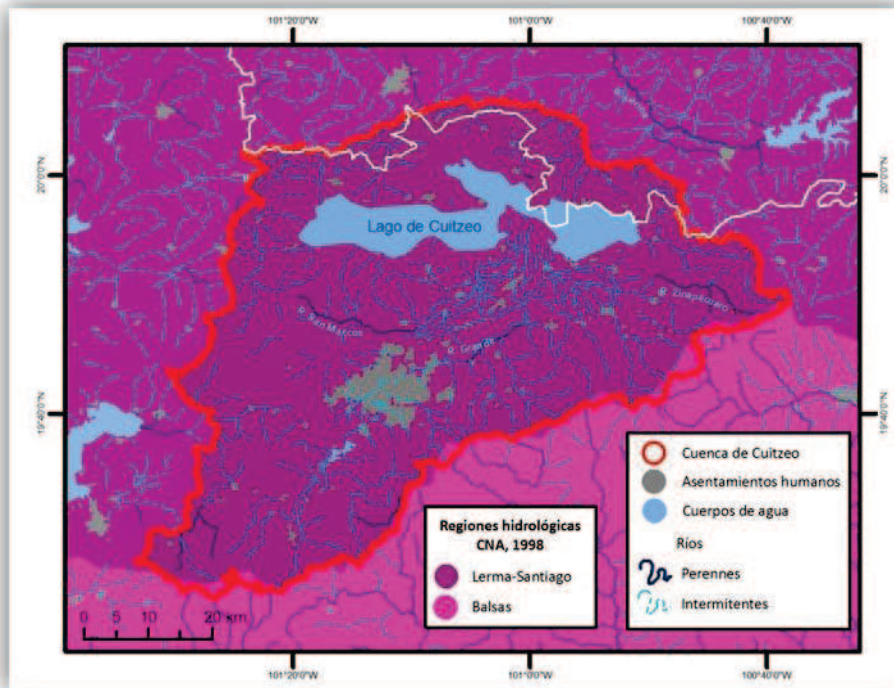 101°20'0"W
101°0'0"W
100°40'0"W
20°0'0"N
20°0'0"N
Lago de Cuitzeo
R. Zinapécuaro
R. San Marcos
R. Grande
19°40'0"N
19°40'0"N
Cuenca de Cuitzeo
Asentamientos humanos
Cuerpos de agua
Ríos
Perennes
Intermitentes
Regiones hidrológicas
CNA, 1998
Lerma-Santiago
Balsas
0 5 10 20 km
101°20'0"W
101°0'0"W
100°40'0"W